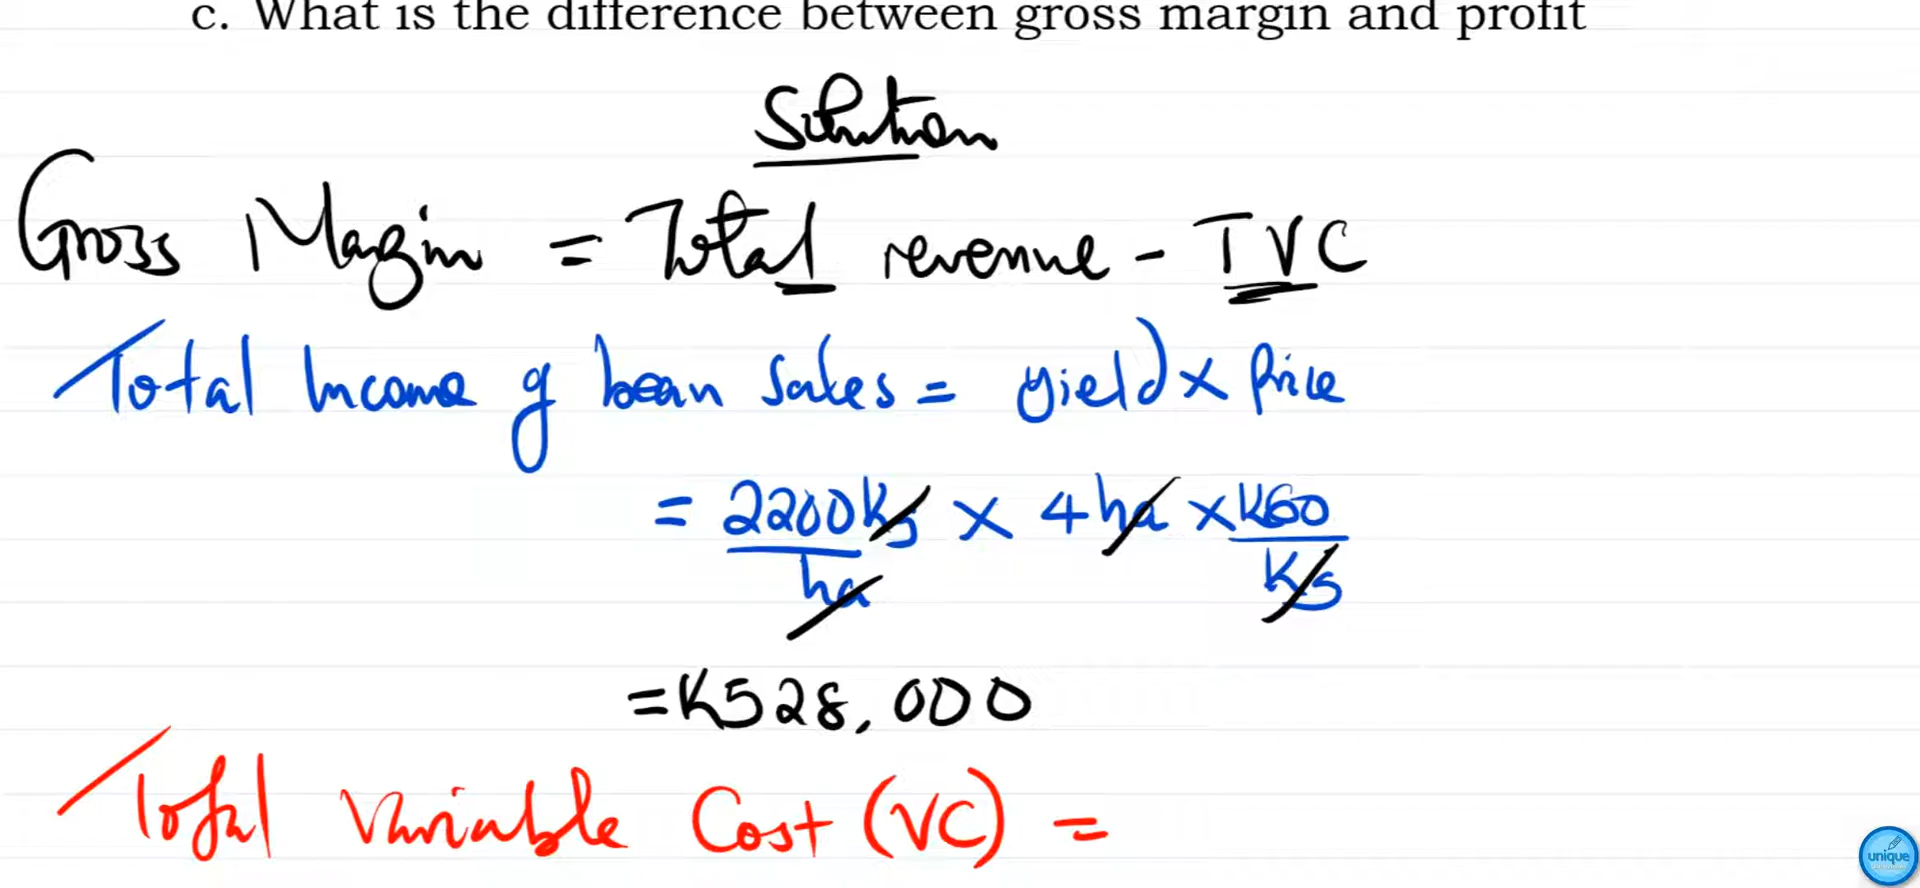 c. What is the difference between gross margin and profit
Solution
Gross Margin = Total revenue - TVC
Total Income of bean Sales = yield x Price
= 2200Kg/ha x 4ha x K60/Kg
= K528,000
Total Variable Cost (VC) =
unique